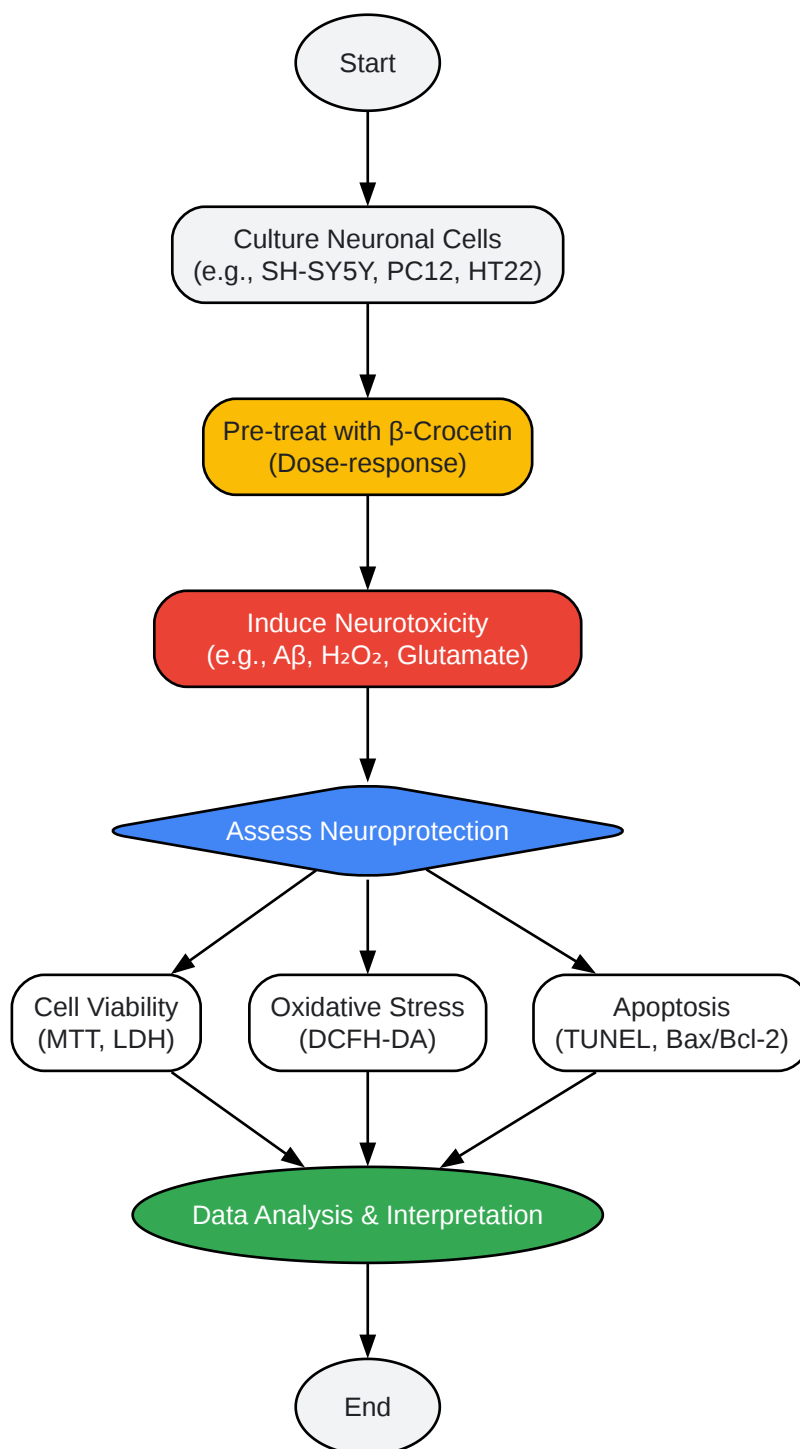 Start
Culture Neuronal Cells
(e.g., SH-SY5Y, PC12, HT22)
Pre-treat with β-Crocetin
(Dose-response)
Induce Neurotoxicity
(e.g., Aβ, H₂O₂, Glutamate)
Assess Neuroprotection
Cell Viability
(MTT, LDH)
Oxidative Stress
(DCFH-DA)
Apoptosis
(TUNEL, Bax/Bcl-2)
Data Analysis & Interpretation
End